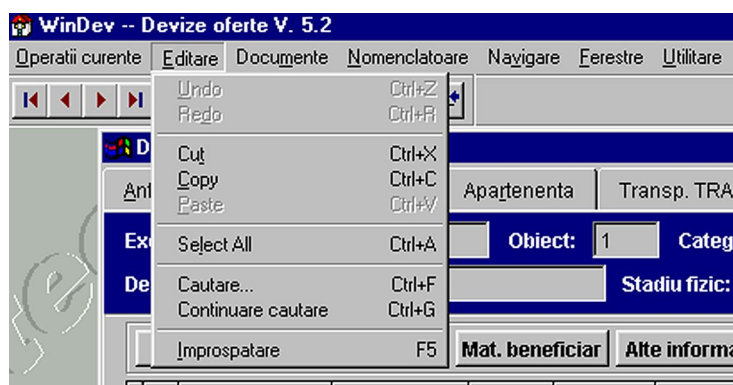 WinDev -- Devize oferte V. 5.2
Operatii curente Editare Documente Nomenclatoare Navigare Ferestre Utilitare
Undo Ctrl+Z
Redo Ctrl+R
D
Cut Ctrl+X
Copy Ctrl+C
Paste Ctrl+V
Apartenenta Transp. TRA
Select All Ctrl+A
Obiect: 1 Categ
Cautare... Ctrl+F
De Stadiu fizic:
Continuare cautare Ctrl+G
Improspatare F5
Mat. beneficiar Alte informa